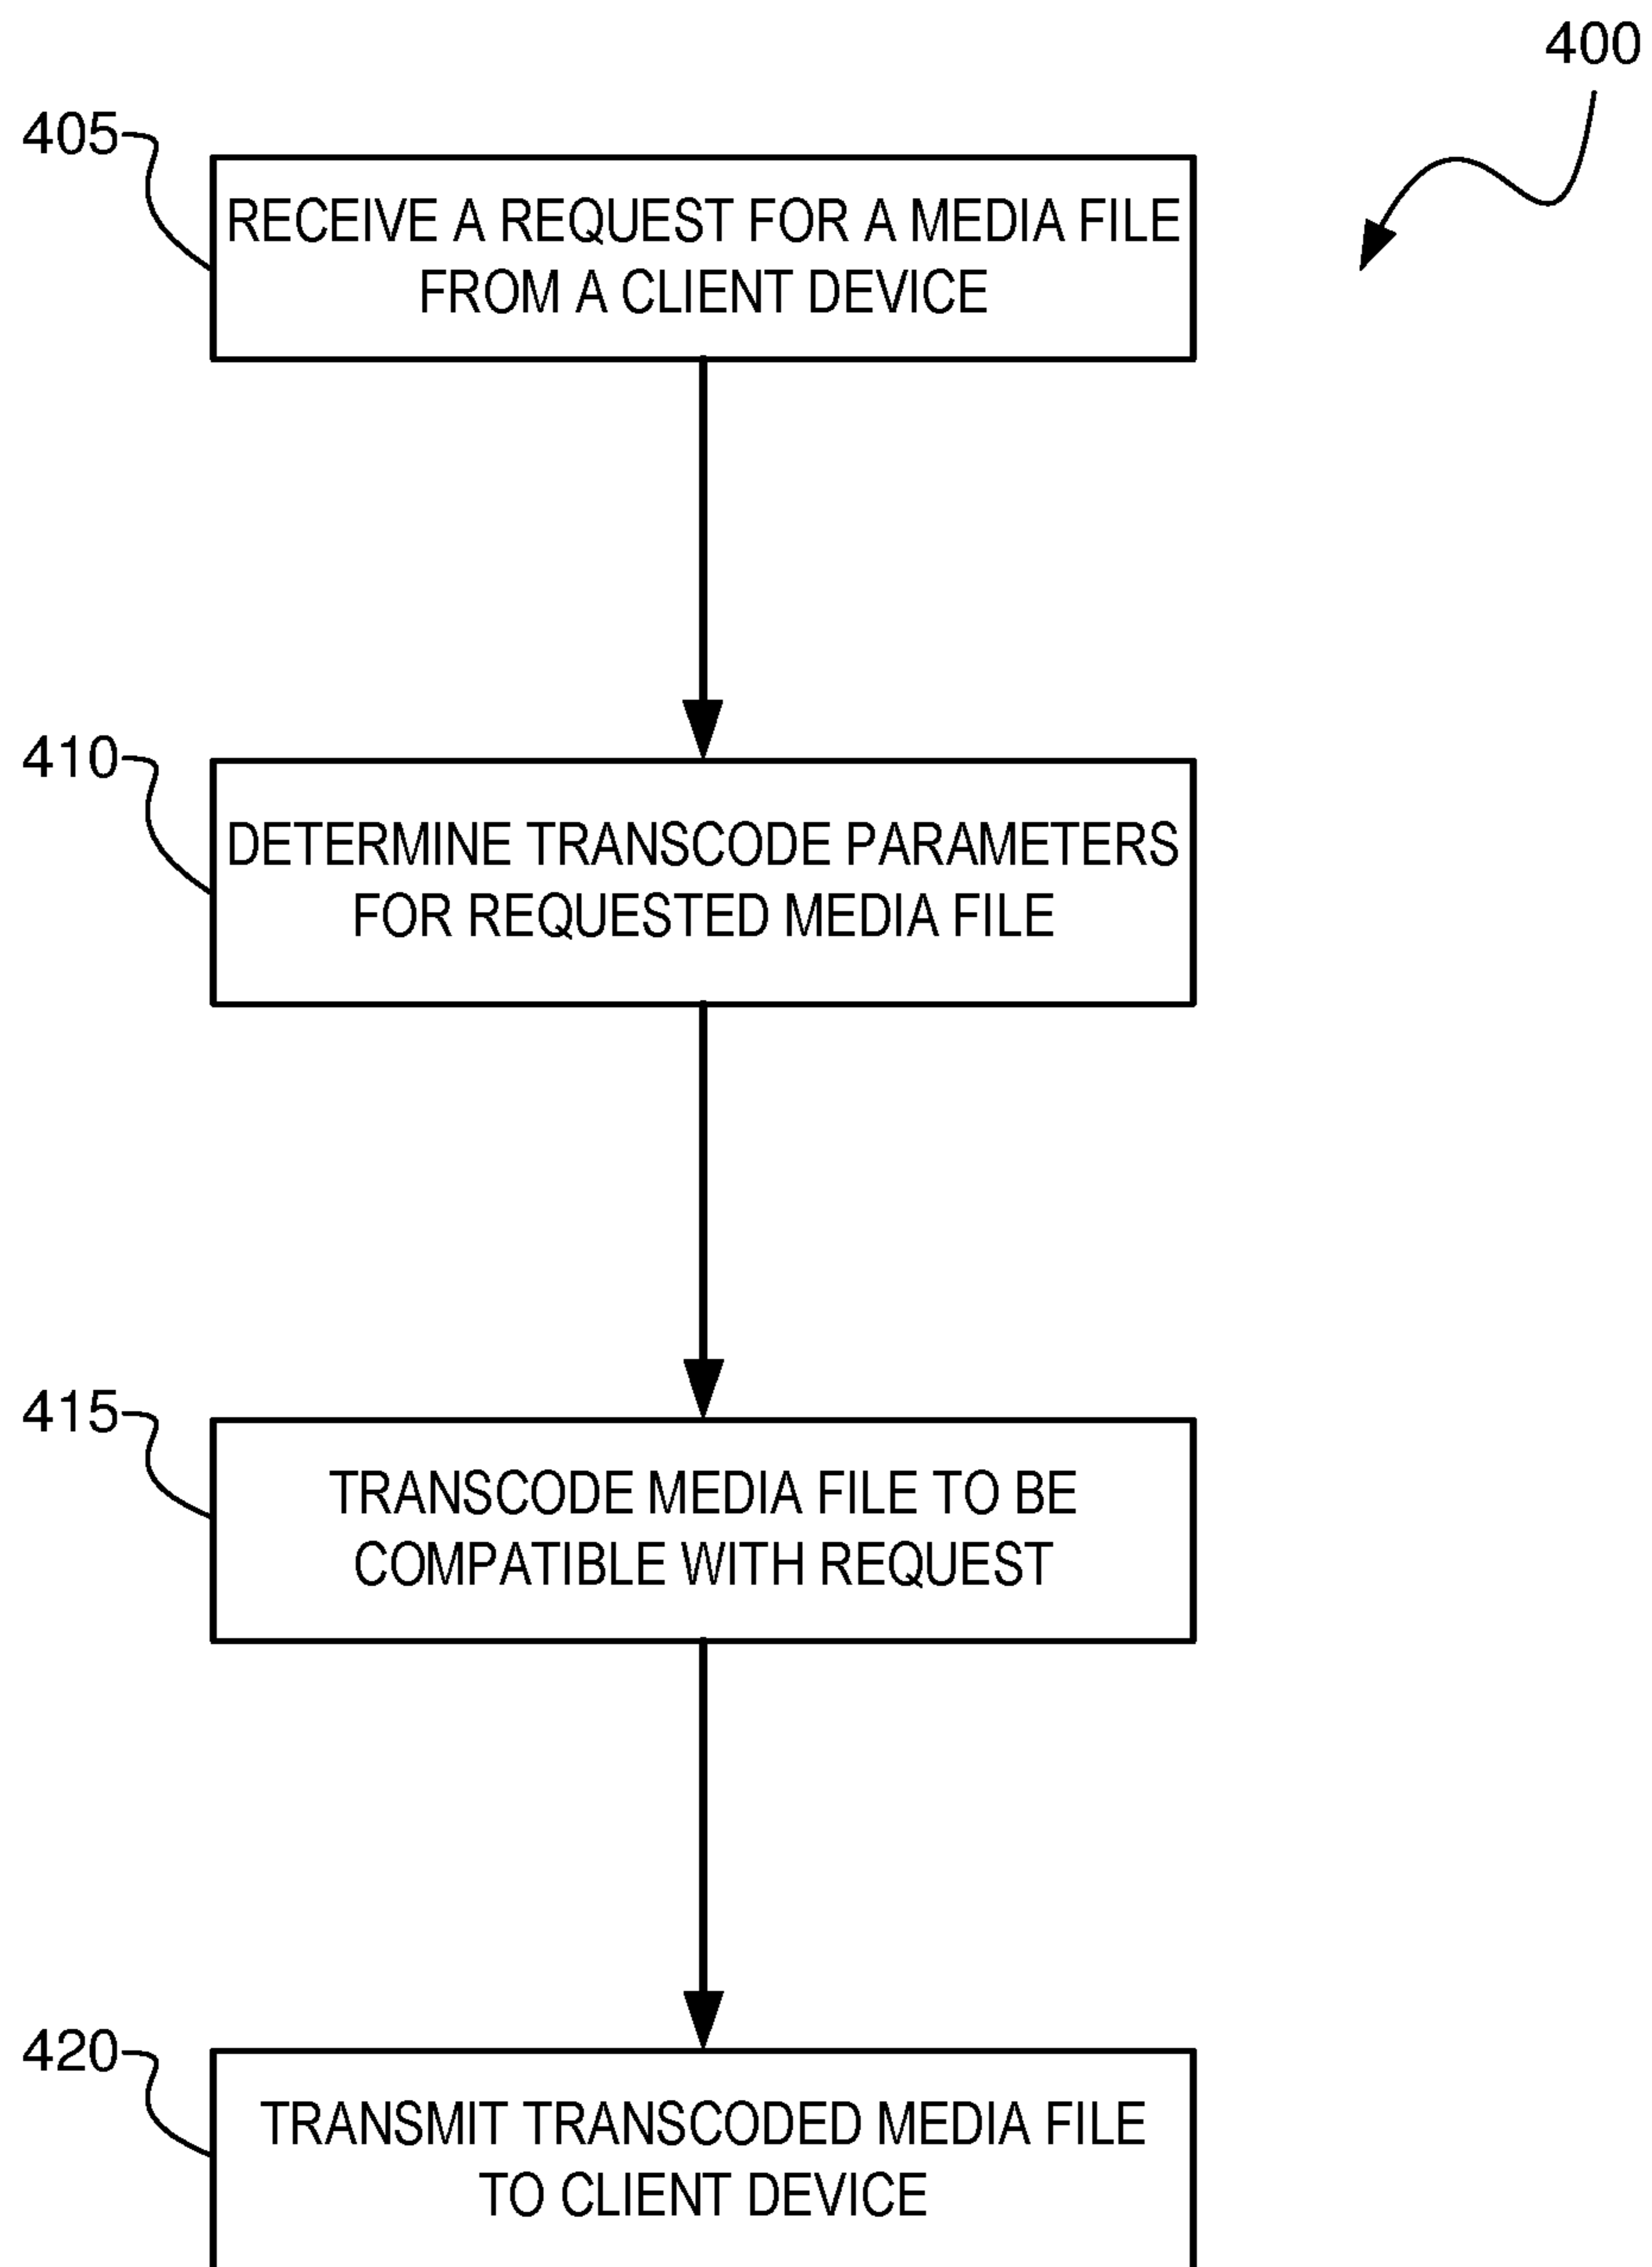 400
405
RECEIVE A REQUEST FOR A MEDIA FILE
FROM A CLIENT DEVICE
410
DETERMINE TRANSCODE PARAMETERS
FOR REQUESTED MEDIA FILE
415
TRANSCODE MEDIA FILE TO BE
COMPATIBLE WITH REQUEST
420
TRANSMIT TRANSCODED MEDIA FILE
TO CLIENT DEVICE